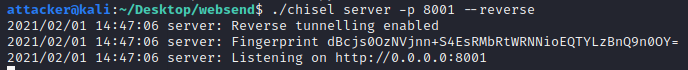 attacker@kali:~/Desktop/websend$ ./chisel server -p 8001 --reverse
2021/02/01 14:47:06 server: Reverse tunnelling enabled
2021/02/01 14:47:06 server: Fingerprint dBcjs0OzNVjnn+S4EsRMbRtWRNNioEQTYLzBnQ9n0OY=
2021/02/01 14:47:06 server: Listening on http://0.0.0.0:8001